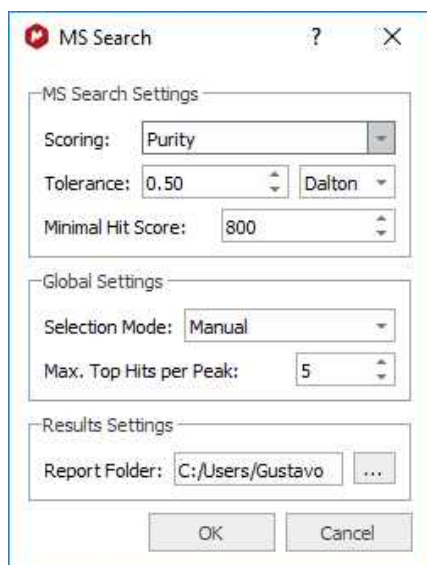 MS Search ?
MS Search Settings
Scoring: Purity
Tolerance: 0.50 Dalton
Minimal Hit Score: 800
Global Settings
Selection Mode: Manual
Max. Top Hits per Peak: 5
Results Settings
Report Folder: C:/Users/Gustavo ...
OK Cancel